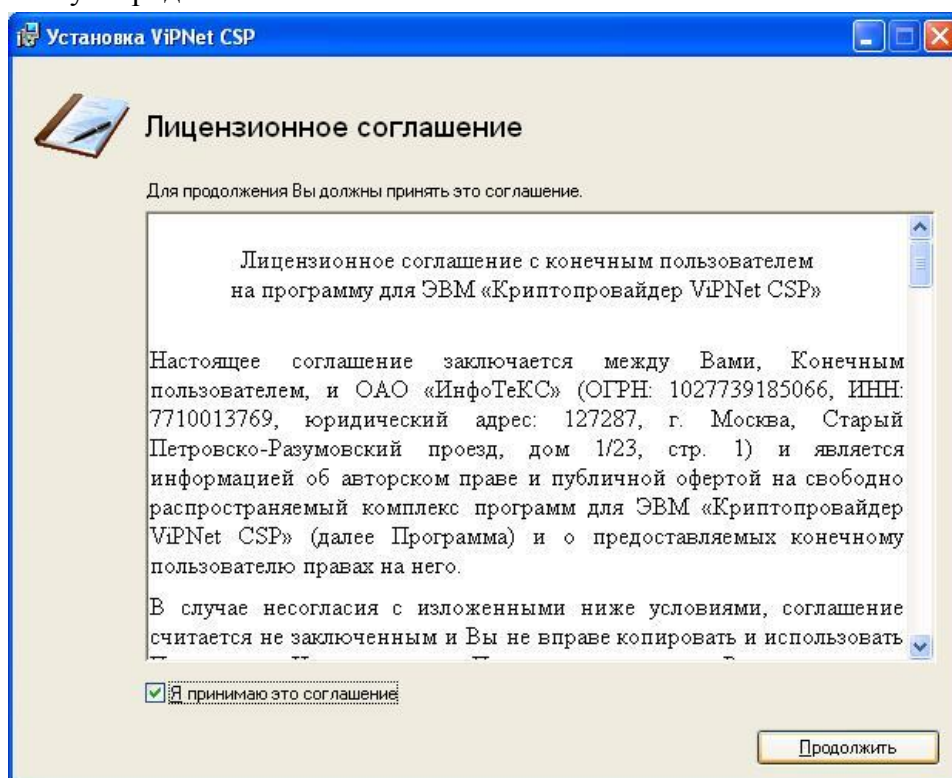 Установка ViPNet CSP
Лицензионное соглашение
Для продолжения Вы должны принять это соглашение.
Лицензионное соглашение с конечным пользователем
на программу для ЭВМ «Криптопровайдер ViPNet CSP»
Настоящее соглашение заключается между Вами, Конечным
пользователем, и ОАО «ИнфоТеКС» (ОГРН: 1027739185066, ИНН:
7710013769, юридический адрес: 127287, г. Москва, Старый
Петровско-Разумовский проезд, дом 1/23, стр. 1) и является
информацией об авторском праве и публичной офертой на свободно
распространяемый комплекс программ для ЭВМ «Криптопровайдер
ViPNet CSP» (далее Программа) и о предоставляемых конечному
пользователю правах на него.
В случае несогласия с изложенными ниже условиями, соглашение
считается не заключенным и Вы не вправе копировать и использовать
Я принимаю это соглашение
Продолжить